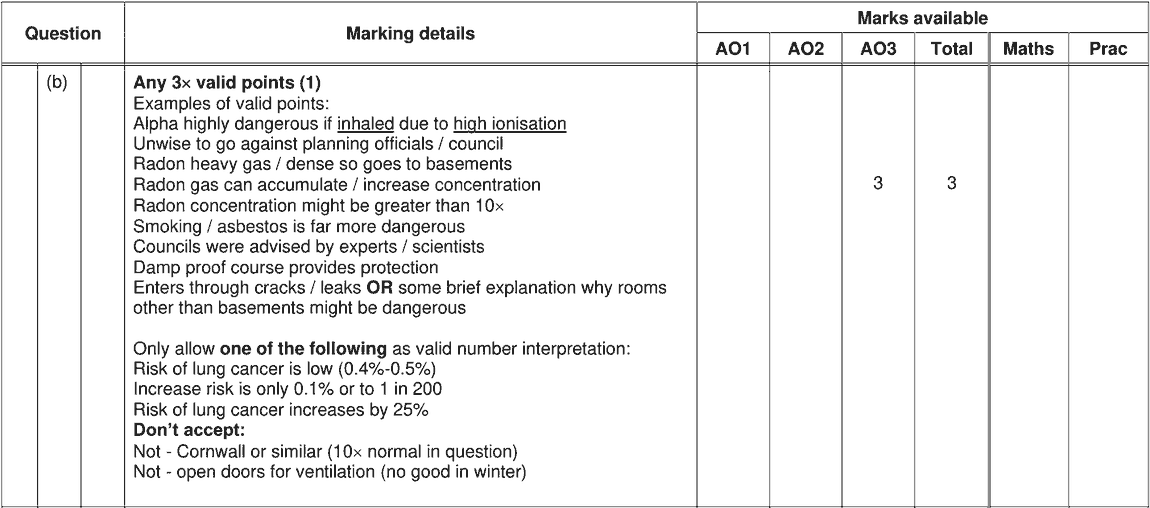 Question
Marking details
Marks available
AO1 AO2 AO3 Total Maths Prac
(b)
Any 3× valid points (1)
Examples of valid points:
Alpha highly dangerous if inhaled due to high ionisation
Unwise to go against planning officials / council
Radon heavy gas / dense so goes to basements
Radon gas can accumulate / increase concentration
3 3
Radon concentration might be greater than 10×
Smoking / asbestos is far more dangerous
Councils were advised by experts / scientists
Damp proof course provides protection
Enters through cracks / leaks OR some brief explanation why rooms
other than basements might be dangerous
Only allow one of the following as valid number interpretation:
Risk of lung cancer is low (0.4%-0.5%)
Increase risk is only 0.1% or to 1 in 200
Risk of lung cancer increases by 25%
Don't accept:
Not - Cornwall or similar (10× normal in question)
Not - open doors for ventilation (no good in winter)